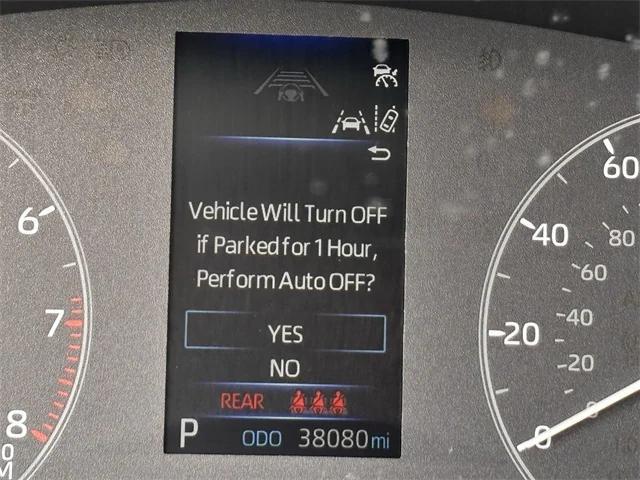 Vehicle Will Turn OFF
if Parked for 1 Hour,
Perform Auto OFF?
YES
NO
REAR
P ODO 38080 mi
6
7
8
60
40
20
0
80
60
40
20
0